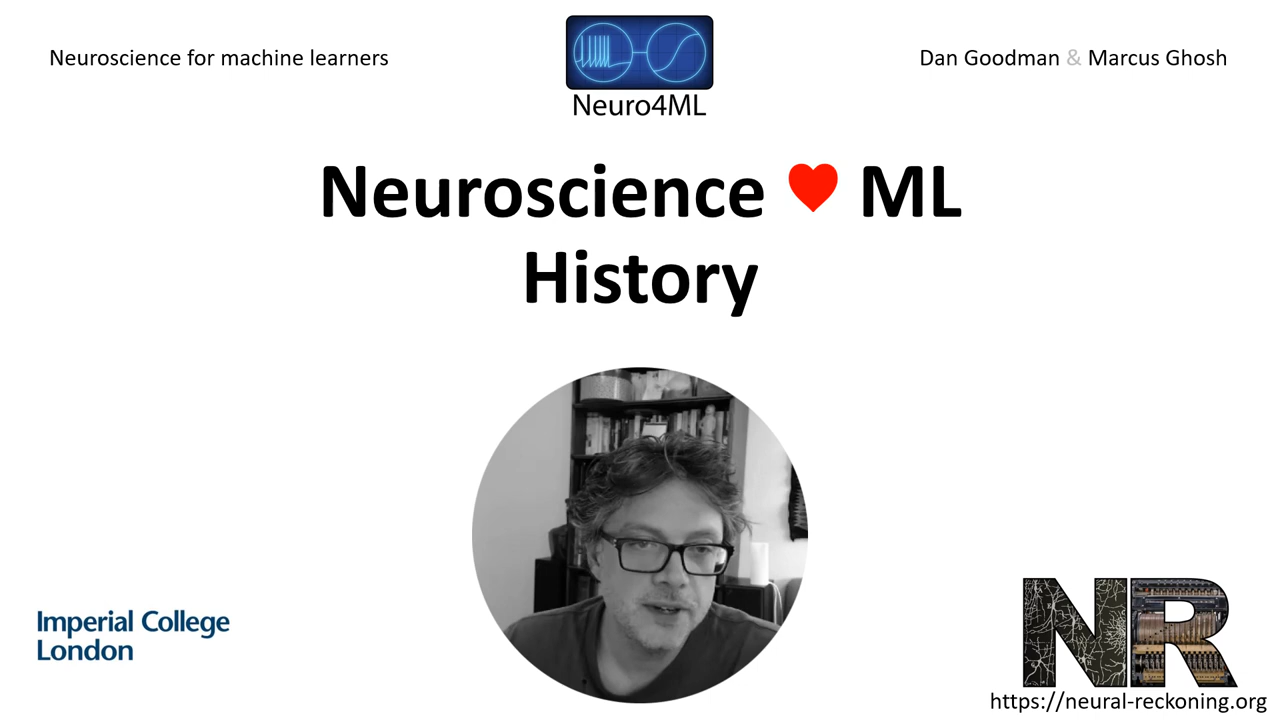 Neuroscience for machine learners
Dan Goodman & Marcus Ghosh
Neuro4ML
Neuroscience ♥ ML
History
Imperial College
London
NR
https://neural-reckoning.org